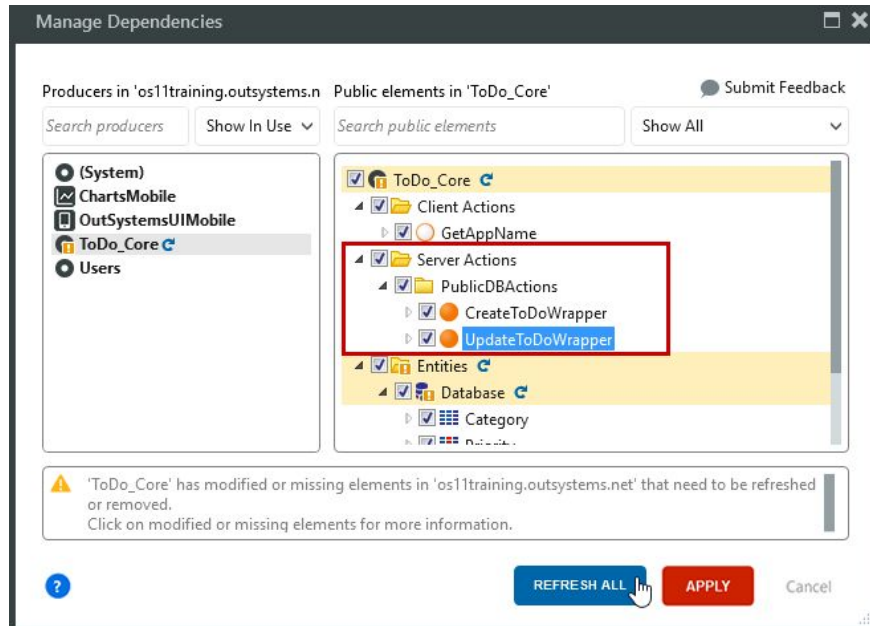 Manage Dependencies
Producers in 'os11training.outsystems.n
Public elements in 'ToDo_Core'
Submit Feedback
Search producers
Show In Use
Search public elements
Show All
(System)
ChartsMobile
OutSystemsUIMobile
ToDo_Core
Users
ToDo_Core
Client Actions
GetAppName
Server Actions
PublicDBActions
CreateToDoWrapper
UpdateToDoWrapper
Entities
Database
Category
Priority
'ToDo_Core' has modified or missing elements in 'os11training.outsystems.net' that need to be refreshed
or removed.
Click on modified or missing elements for more information.
?
REFRESH ALL
APPLY
Cancel